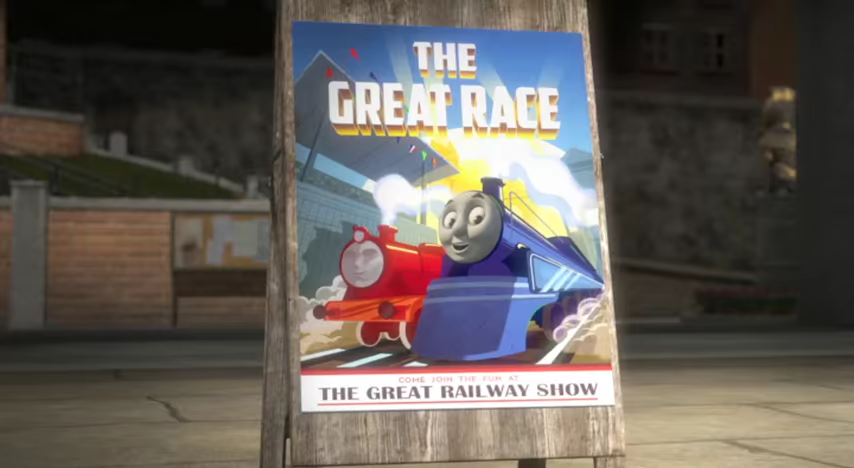 THE
GREAT RACE
COME JOIN THE FUN AT
THE GREAT RAILWAY SHOW